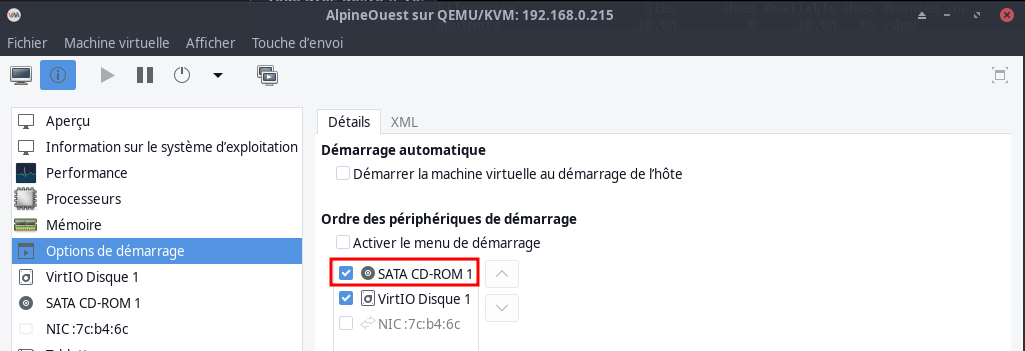 AlpineOuest sur QEMU/KVM: 192.168.0.215
Fichier Machine virtuelle Afficher Touche d’envoi
Aperçu
Information sur le système d’exploitation
Performance
Processeurs
Mémoire
Options de démarrage
VirtIO Disque 1
SATA CD-ROM 1
NIC :7c:b4:6c
Détails XML
Démarrage automatique
Démarrer la machine virtuelle au démarrage de l’hôte
Ordre des périphériques de démarrage
Activer le menu de démarrage
SATA CD-ROM 1
VirtIO Disque 1
NIC :7c:b4:6c